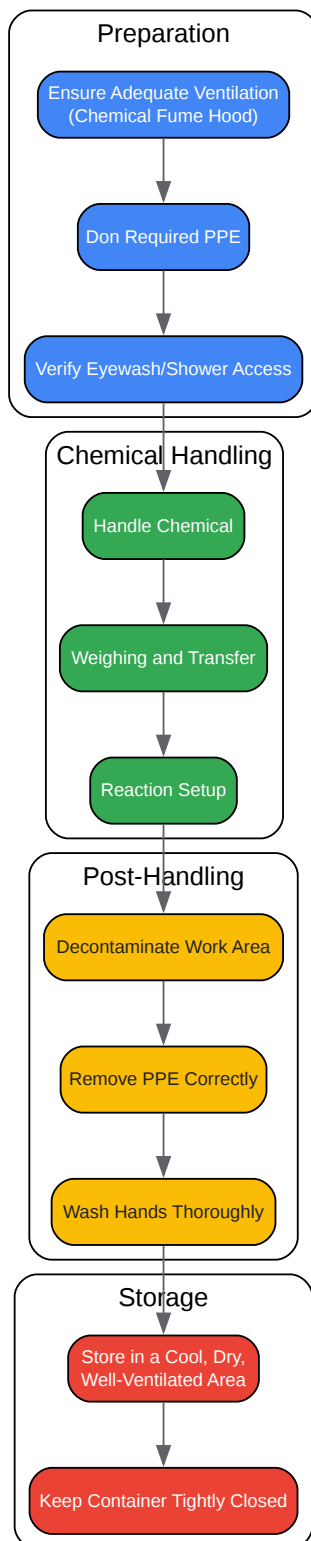 Preparation
Ensure Adequate Ventilation
(Chemical Fume Hood)
Don Required PPE
Verify Eyewash/Shower Access
Chemical Handling
Handle Chemical
Weighing and Transfer
Reaction Setup
Post-Handling
Decontaminate Work Area
Remove PPE Correctly
Wash Hands Thoroughly
Storage
Store in a Cool, Dry,
Well-Ventilated Area
Keep Container Tightly Closed